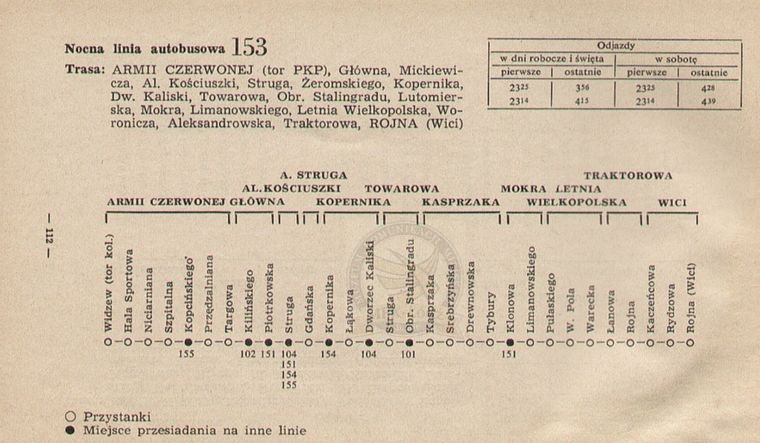 Nocna linia autobusowa 153
Trasa: ARMII CZERWONEJ (tor PKP), Główna, Mickiewi-
cza, Al. Kościuszki, Struga, Żeromskiego, Kopernika,
Dw. Kaliski, Towarowa, Obr. Stalingradu, Lutomier-
ska, Mokra, Limanowskiego, Letnia Wielkopolska, Wo-
ronicza, Aleksandrowska, Traktorowa, ROJNA (Wici)
Odjazdy
w dni robocze i święta w sobotę
pierwsze ostatnie pierwsze ostatnie
23 25 3 56 23 25 4 28
23 14 4 15 23 14 4 39
A. STRUGA TRAKTOROWA
AL. KOŚCIUSZKI TOWAROWA MOKRA LETNIA
ARMII CZERWONEJ GŁÓWNA KOPERNIKA KASPRZAKA WIELKOPOLSKA WICI
— 112 —
Widzew (tor kol.)
Hala Sportowa
Niciarniana
Szpitalna
Kopcińskiego
Przędzalniana
Targowa
Kilińskiego
Piotrkowska
Struga
Gdańska
Kopernika
Łąkowa
Dworzec Kaliski
Struga
Obr. Stalingradu
Kasprzaka
Srebrzyńska
Drewnowska
Tybury
Klonowa
Limanowskiego
Pułaskiego
W. Pola
Warecka
Łanowa
Rojna
Kaczeńcowa
Rydzowa
Rojna (Wici)
155 102 151 104 154 104 101 151
151
154
155
Przystanki
Miejsce przesiadania na inne linie